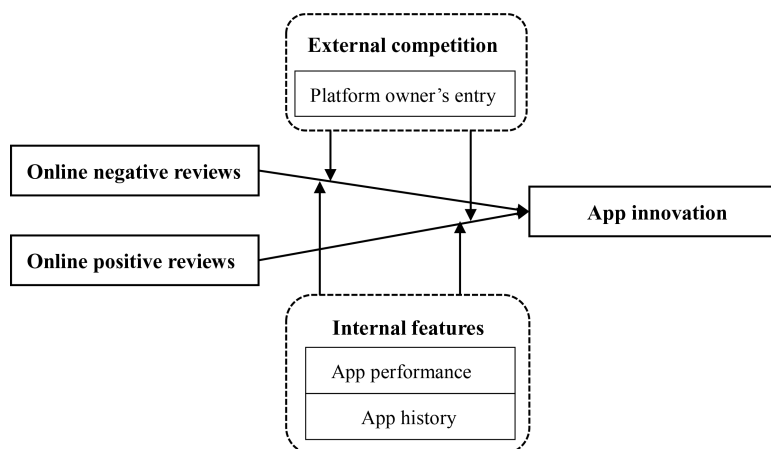 External competition
Platform owner’s entry
Online negative reviews
App innovation
Online positive reviews
Internal features
App performance
App history